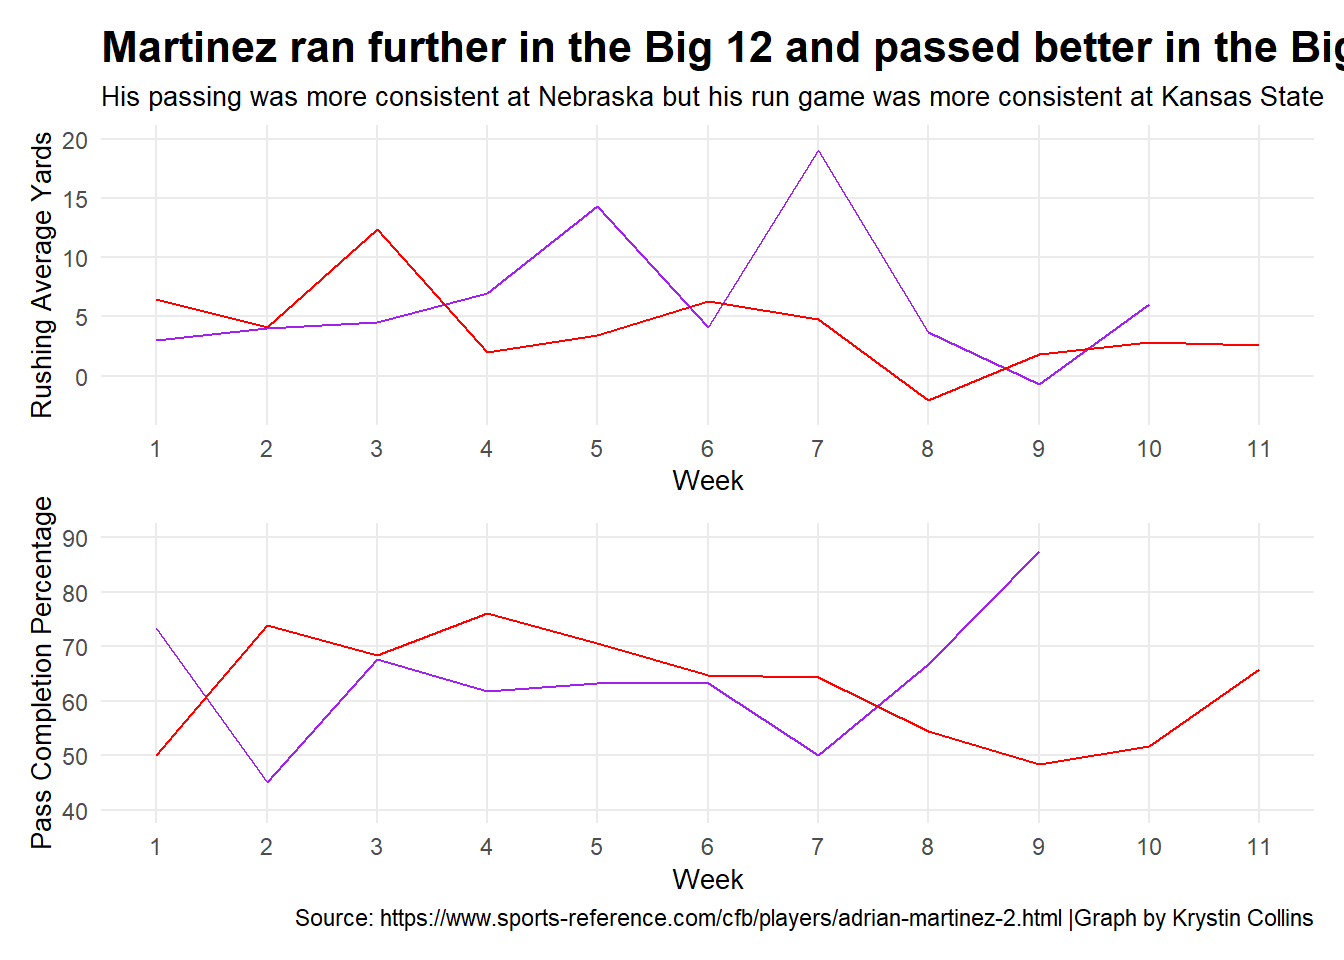 Martinez ran further in the Big 12 and passed better in the Big
His passing was more consistent at Nebraska but his run game was more consistent at Kansas State
Rushing Average Yards
20
15
10
5
0
1 2 3 4 5 6 7 8 9 10 11
Week
Pass Completion Percentage
90
80
70
60
50
40
1 2 3 4 5 6 7 8 9 10 11
Week
Source: https://www.sports-reference.com/cfb/players/adrian-martinez-2.html |Graph by Krystin Collins